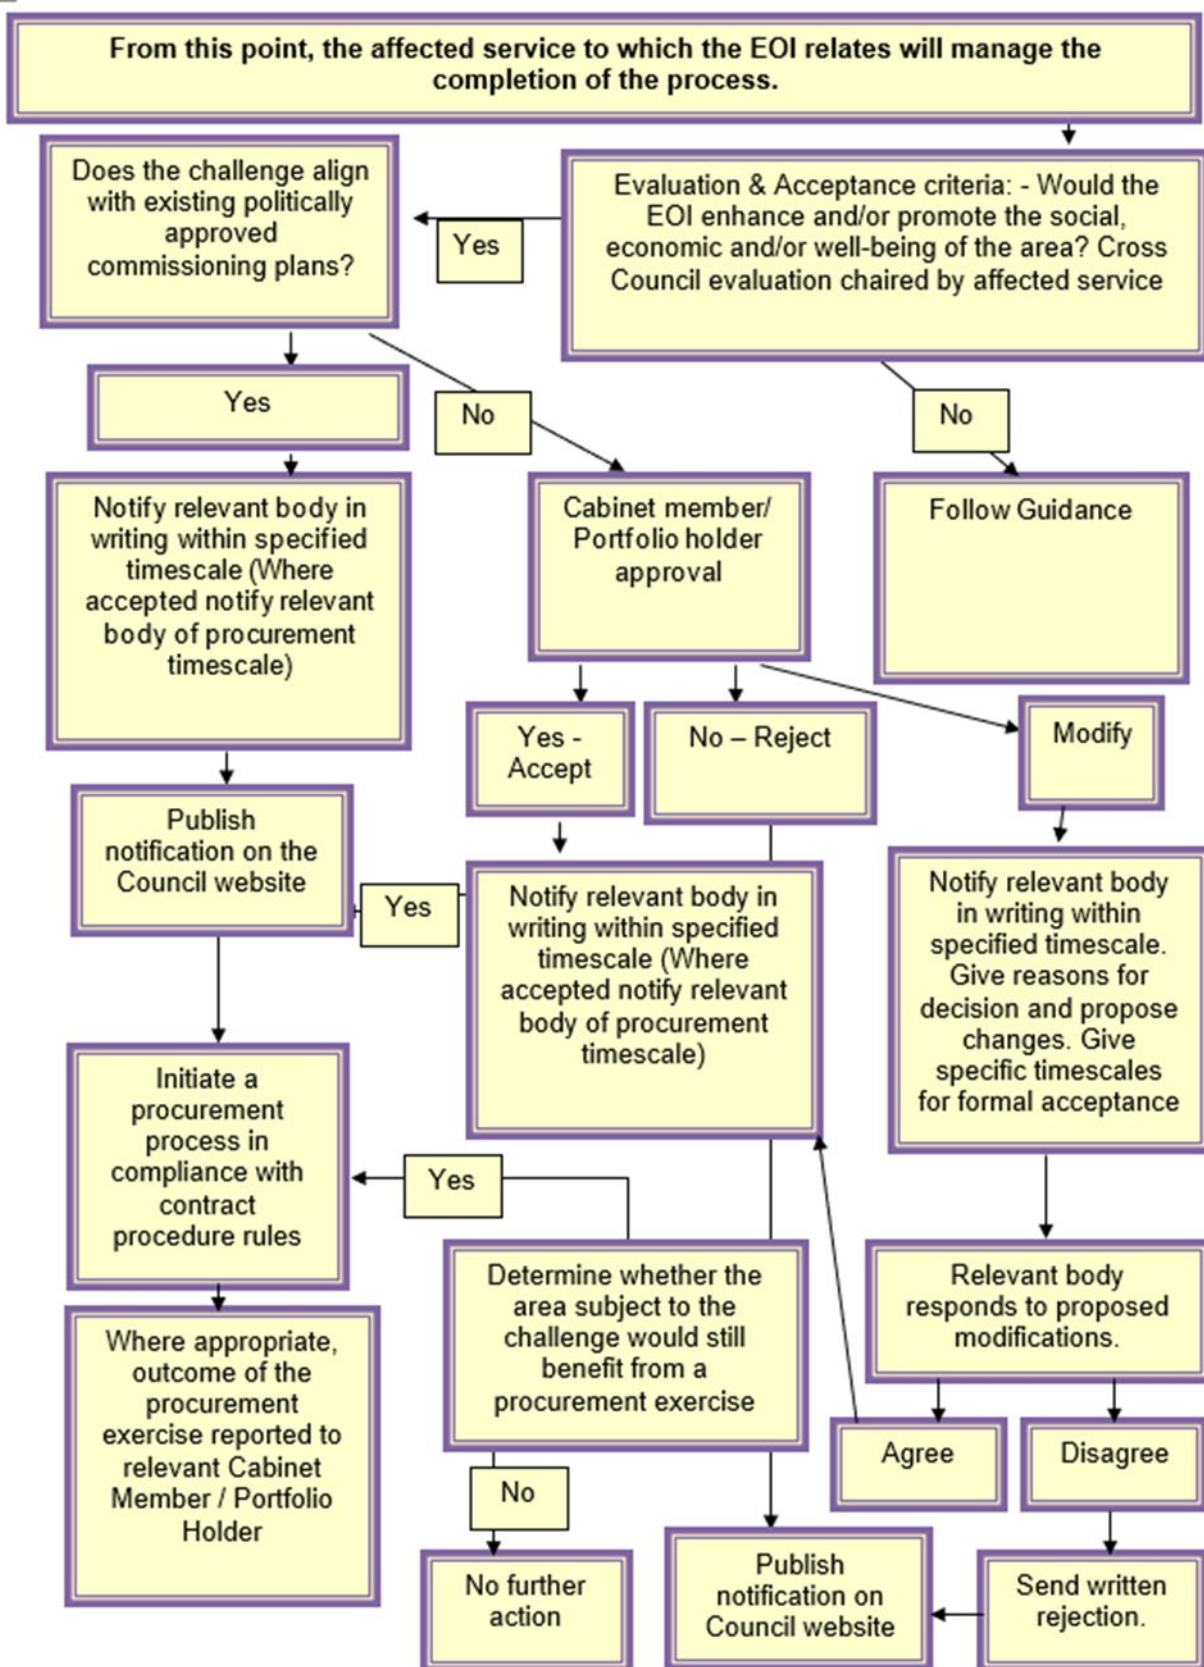 From this point, the affected service to which the EOI relates will manage the
completion of the process.
Does the challenge align
with existing politically
approved
commissioning plans?
Yes
Evaluation & Acceptance criteria: - Would the
EOI enhance and/or promote the social,
economic and/or well-being of the area? Cross
Council evaluation chaired by affected service
Yes
No
No
Notify relevant body in
writing within specified
timescale (Where
accepted notify relevant
body of procurement
timescale)
Cabinet member/
Portfolio holder
approval
Follow Guidance
Yes -
Accept
No – Reject
Modify
Publish
notification on the
Council website
Yes
Notify relevant body in
writing within specified
timescale (Where
accepted notify relevant
body of procurement
timescale)
Notify relevant body
in writing within
specified timescale.
Give reasons for
decision and propose
changes. Give
specific timescales
for formal acceptance
Initiate a
procurement
process in
compliance with
contract
procedure rules
Yes
Determine whether the
area subject to the
challenge would still
benefit from a
procurement exercise
Relevant body
responds to proposed
modifications.
Where appropriate,
outcome of the
procurement
exercise reported to
relevant Cabinet
Member / Portfolio
Holder
Agree
Disagree
No
No further
action
Publish
notification on
Council website
Send written
rejection.